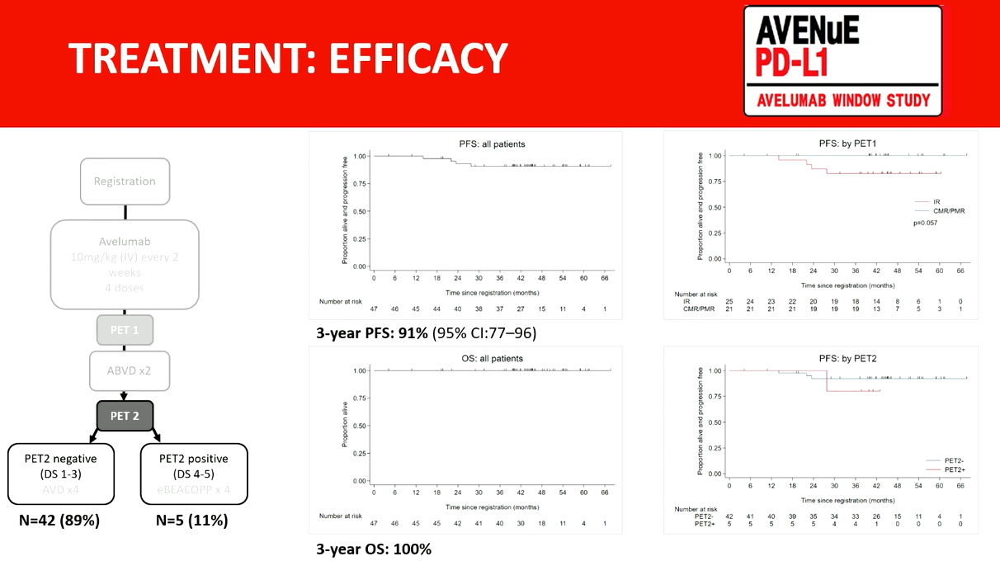 TREATMENT: EFFICACY
AVENuE
PD-L1
AVELUMAB WINDOW STUDY
Registration
Avelumab
10mg/kg (IV) every 2
weeks
4 doses
PET 1
ABVD x2
PET 2
PET2 negative
(DS 1-3)
AVD x4
PET2 positive
(DS 4-5)
eBEACOPP x 4
N=42 (89%)
N=5 (11%)
PFS: all patients
Proportion alive and progression free
1.00
0.75
0.50
0.25
0.00
0 6 12 18 24 30 36 42 48 54 60 66
Time since registration (months)
Number at risk
47 46 45 44 40 38 37 27 15 11 4 1
3-year PFS: 91% (95% CI:77–96)
OS: all patients
Proportion alive
1.00
0.75
0.50
0.25
0.00
0 6 12 18 24 30 36 42 48 54 60 66
Time since registration (months)
Number at risk
47 46 45 45 42 41 40 30 18 11 4 1
3-year OS: 100%
PFS: by PET1
Proportion alive and progression free
1.00
0.75
0.50
0.25
0.00
IR
CMR/PMR
p=0.057
0 6 12 18 24 30 36 42 48 54 60 66
Time since registration (months)
Number at risk
IR 25 24 23 22 20 19 18 14 8 6 1 0
CMR/PMR 21 21 21 21 19 19 19 13 7 5 3 1
PFS: by PET2
Proportion alive and progression free
1.00
0.75
0.50
0.25
0.00
PET2-
PET2+
0 6 12 18 24 30 36 42 48 54 60 66
Time since registration (months)
Number at risk
PET2- 42 41 40 39 35 34 33 26 15 11 4 1
PET2+ 5 5 5 5 5 4 4 1 0 0 0 0